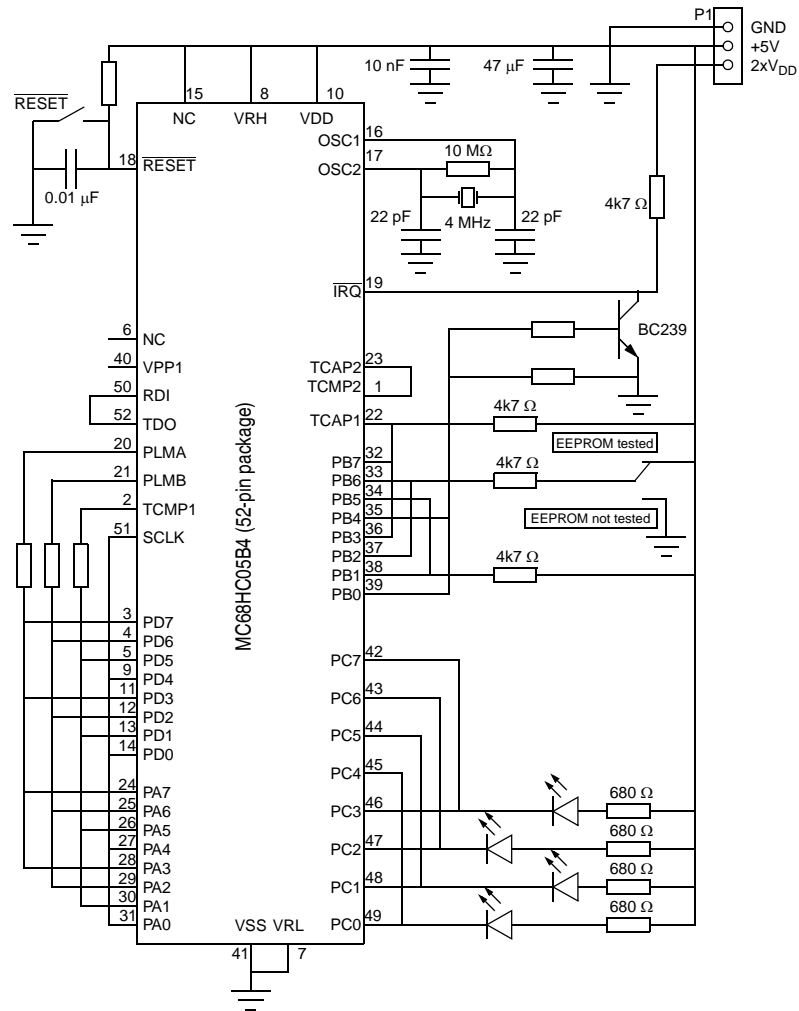 P1
GND
+5V
2xVDD
10 nF
47 µF
RESET
15
8
10
NC
VRH
VDD
OSC1
16
10 MΩ
OSC2
17
18
RESET
0.01 µF
22 pF
4 MHz
22 pF
4k7 Ω
IRQ
19
BC239
6
NC
40
VPP1
50
RDI
52
TDO
20
PLMA
21
PLMB
2
TCMP1
51
SCLK
MC68HC05B4 (52-pin package)
TCAP2
23
TCMP2
1
TCAP1
22
4k7 Ω
EEPROM tested
PB7
32
PB6
33
4k7 Ω
PB5
34
PB4
35
EEPROM not tested
PB3
36
PB2
37
PB1
38
4k7 Ω
PB0
39
3
PD7
4
PD6
5
PD5
9
PD4
11
PD3
12
PD2
13
PD1
14
PD0
PC7
42
PC6
43
PC5
44
PC4
45
PC3
46
680 Ω
PC2
47
680 Ω
PC1
48
680 Ω
PC0
49
680 Ω
24
PA7
25
PA6
26
PA5
27
PA4
28
PA3
29
PA2
30
PA1
31
PA0
VSS VRL
41
7